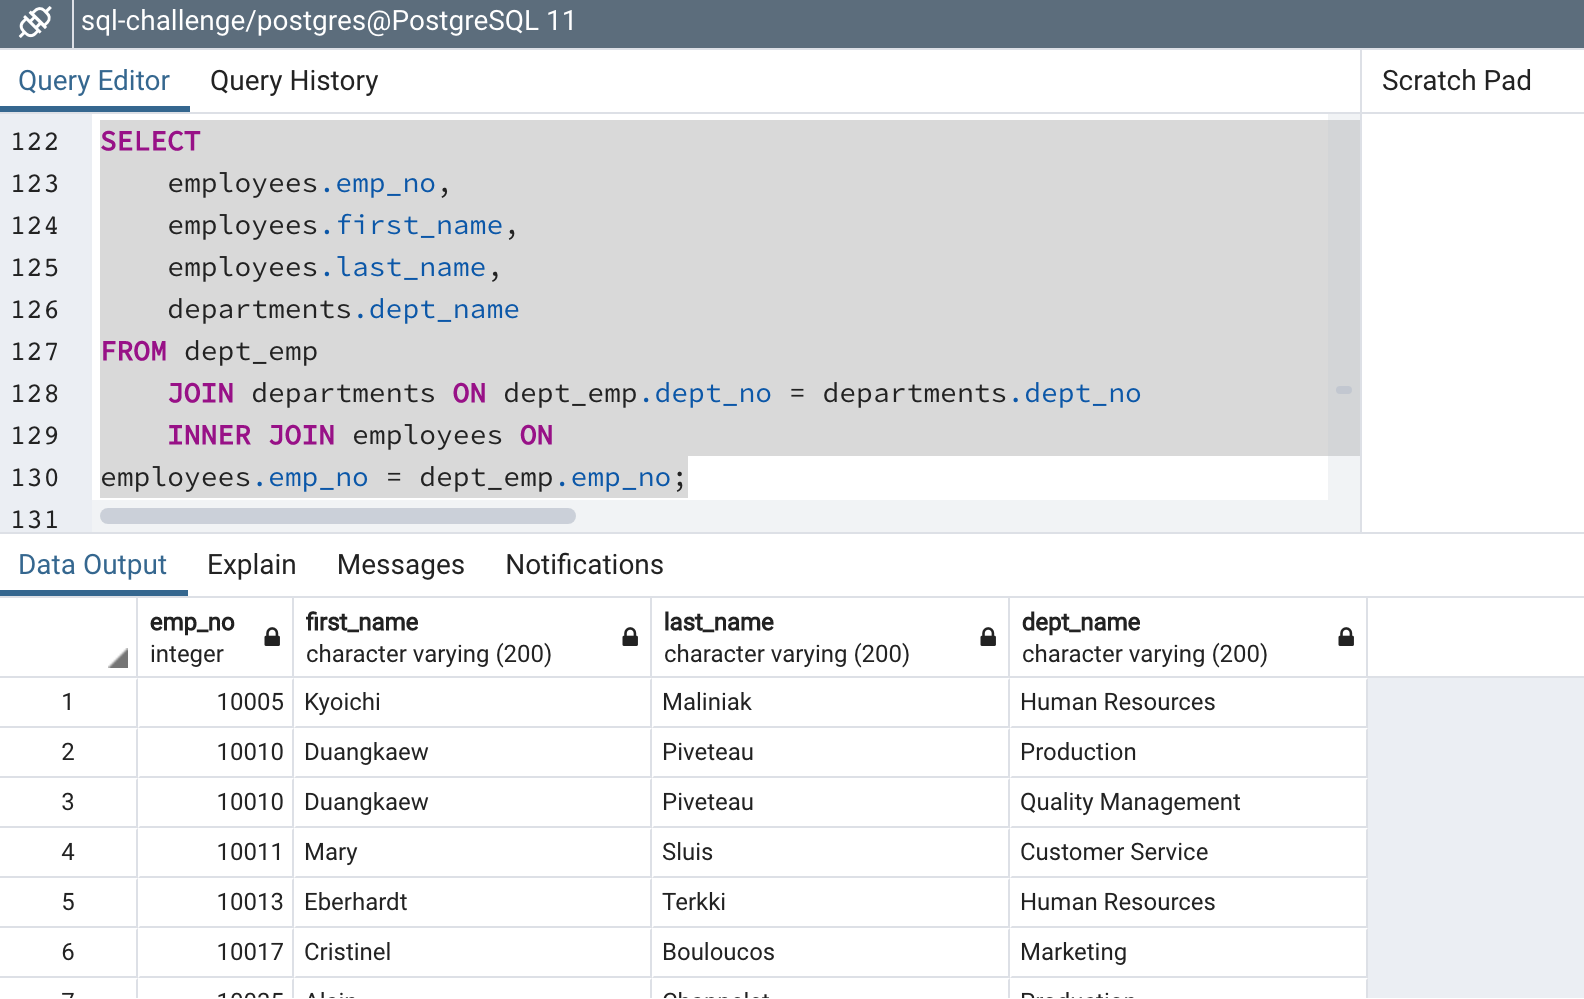 sql-challenge/postgres@PostgreSQL 11
Query Editor Query History Scratch Pad
122 SELECT
123 employees.emp_no,
124 employees.first_name,
125 employees.last_name,
126 departments.dept_name
127 FROM dept_emp
128 JOIN departments ON dept_emp.dept_no = departments.dept_no
129 INNER JOIN employees ON
130 employees.emp_no = dept_emp.emp_no;
131
Data Output Explain Messages Notifications
emp_no first_name last_name dept_name
integer character varying (200) character varying (200) character varying (200)
1 10005 Kyoichi Maliniak Human Resources
2 10010 Duangkaew Piveteau Production
3 10010 Duangkaew Piveteau Quality Management
4 10011 Mary Sluis Customer Service
5 10013 Eberhardt Terkki Human Resources
6 10017 Cristinel Bouloucos Marketing